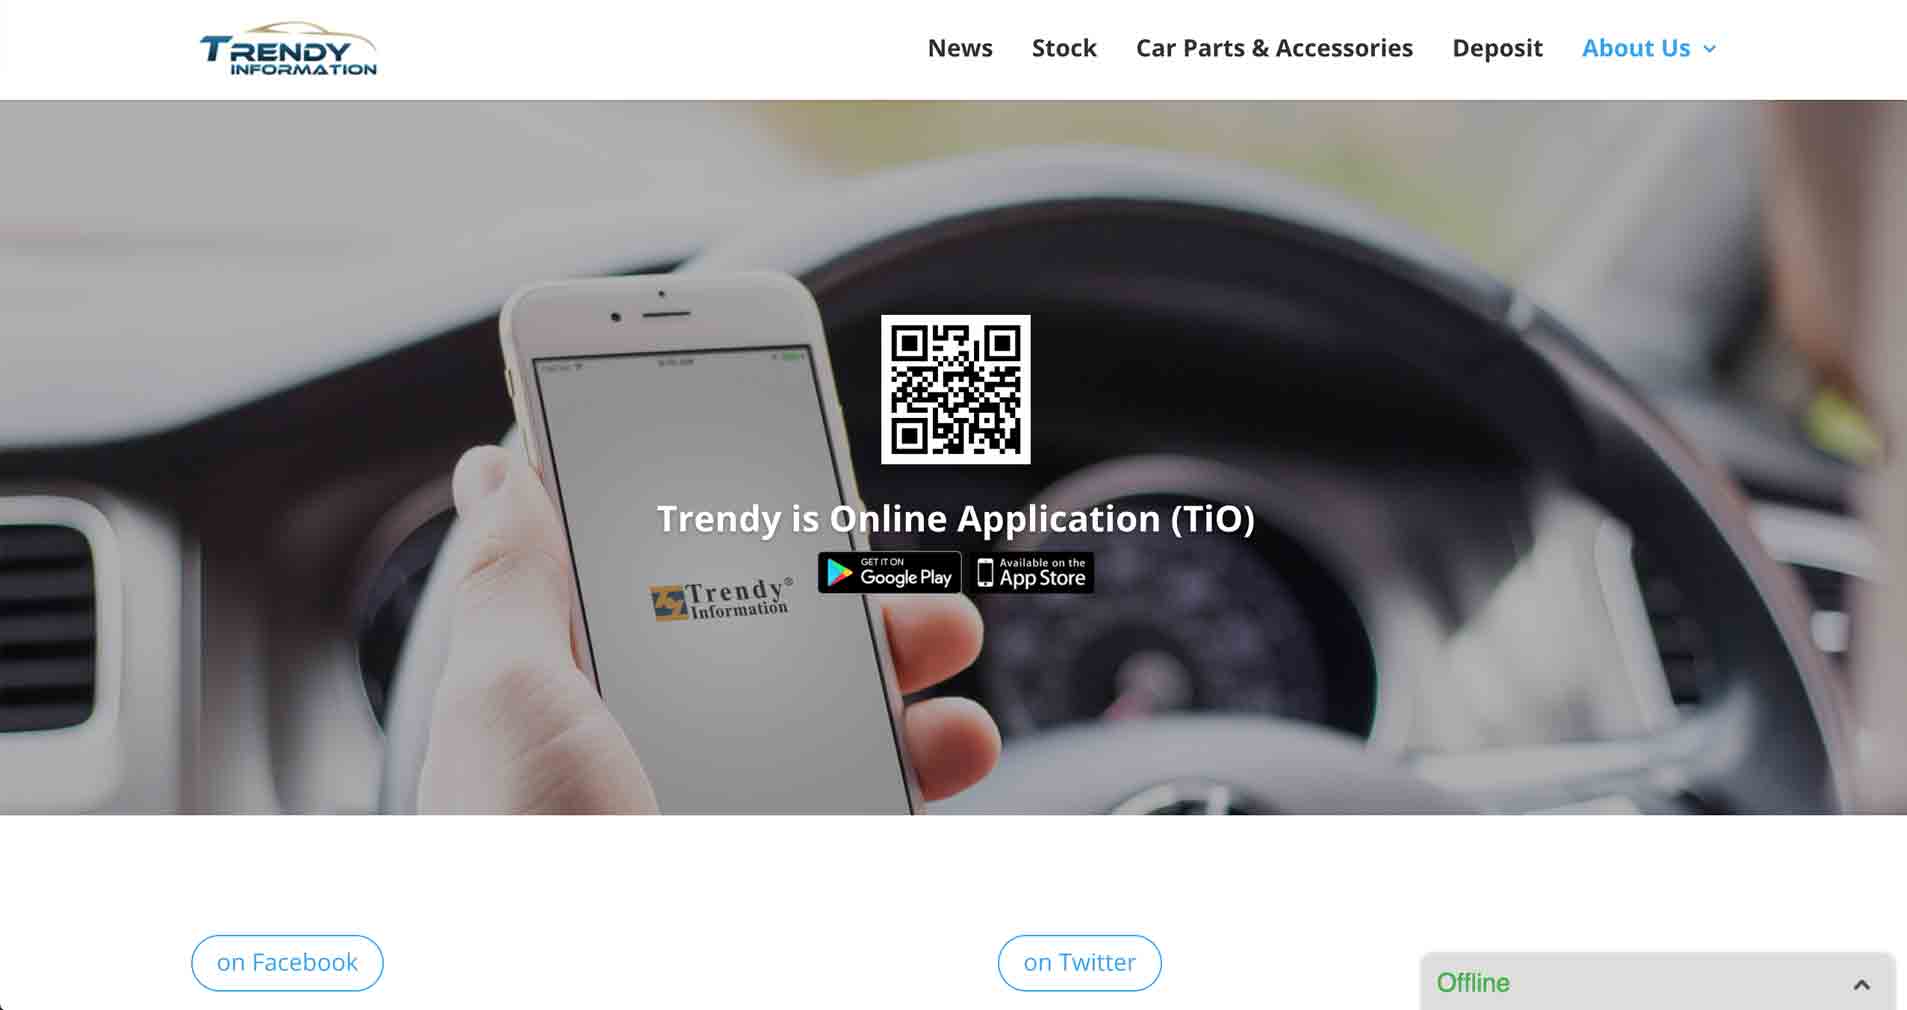 TRENDY
INFORMATION
News
Stock
Car Parts & Accessories
Deposit
About Us
Trendy is Online Application (TiO)
GET IT ON
Google Play
Available on the
App Store
Trendy®
Information
on Facebook
on Twitter
Offline